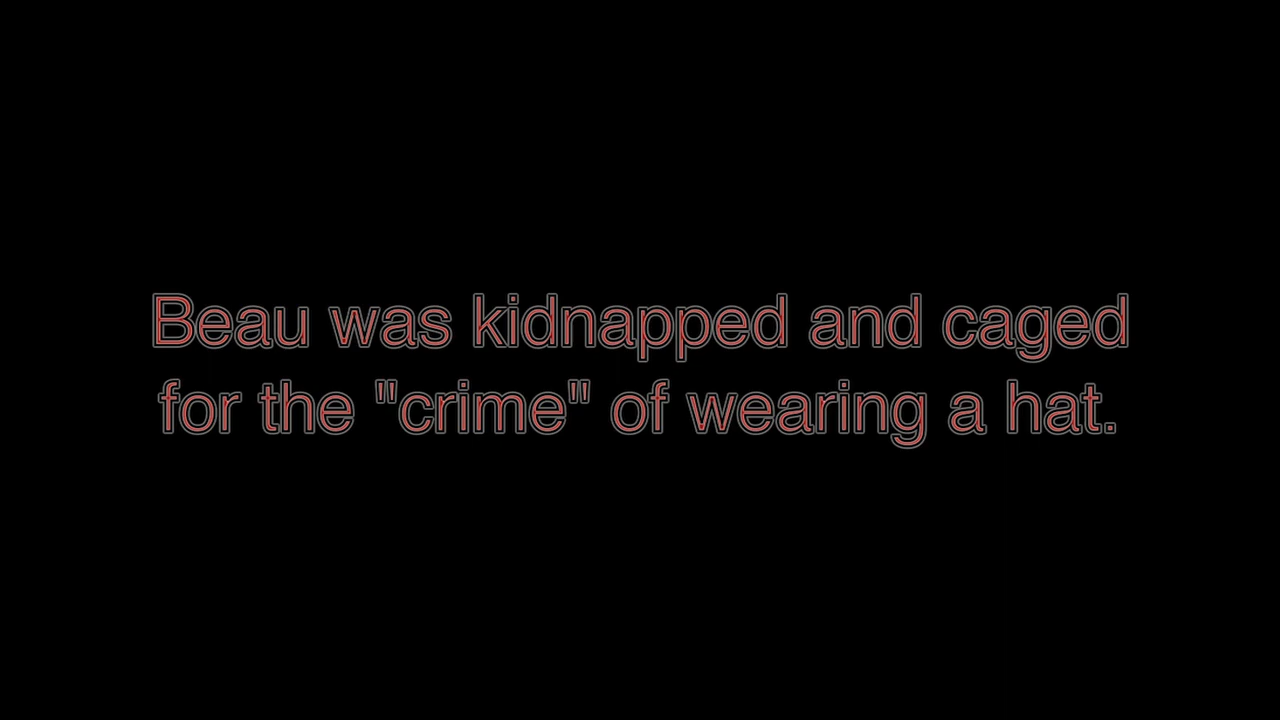 Beau was kidnapped and caged
for the "crime" of wearing a hat.